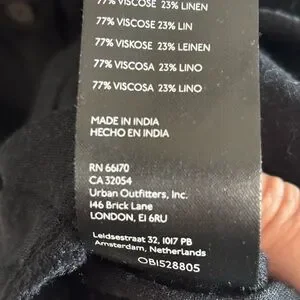 77% VISCOSE 23% LINEN
77% VISCOSE 23% LIN
77% VISKOSE 23% LEINEN
77% VISCOSA 23% LINO
77% VISCOSA 23% LINO
MADE IN INDIA
HECHO EN INDIA
RN 66170
CA 32054
Urban Outfitters, Inc.
146 Brick Lane
LONDON, E1 6RU
Leidsestraat 32, 1017 PB
Amsterdam, Netherlands
OB1528805